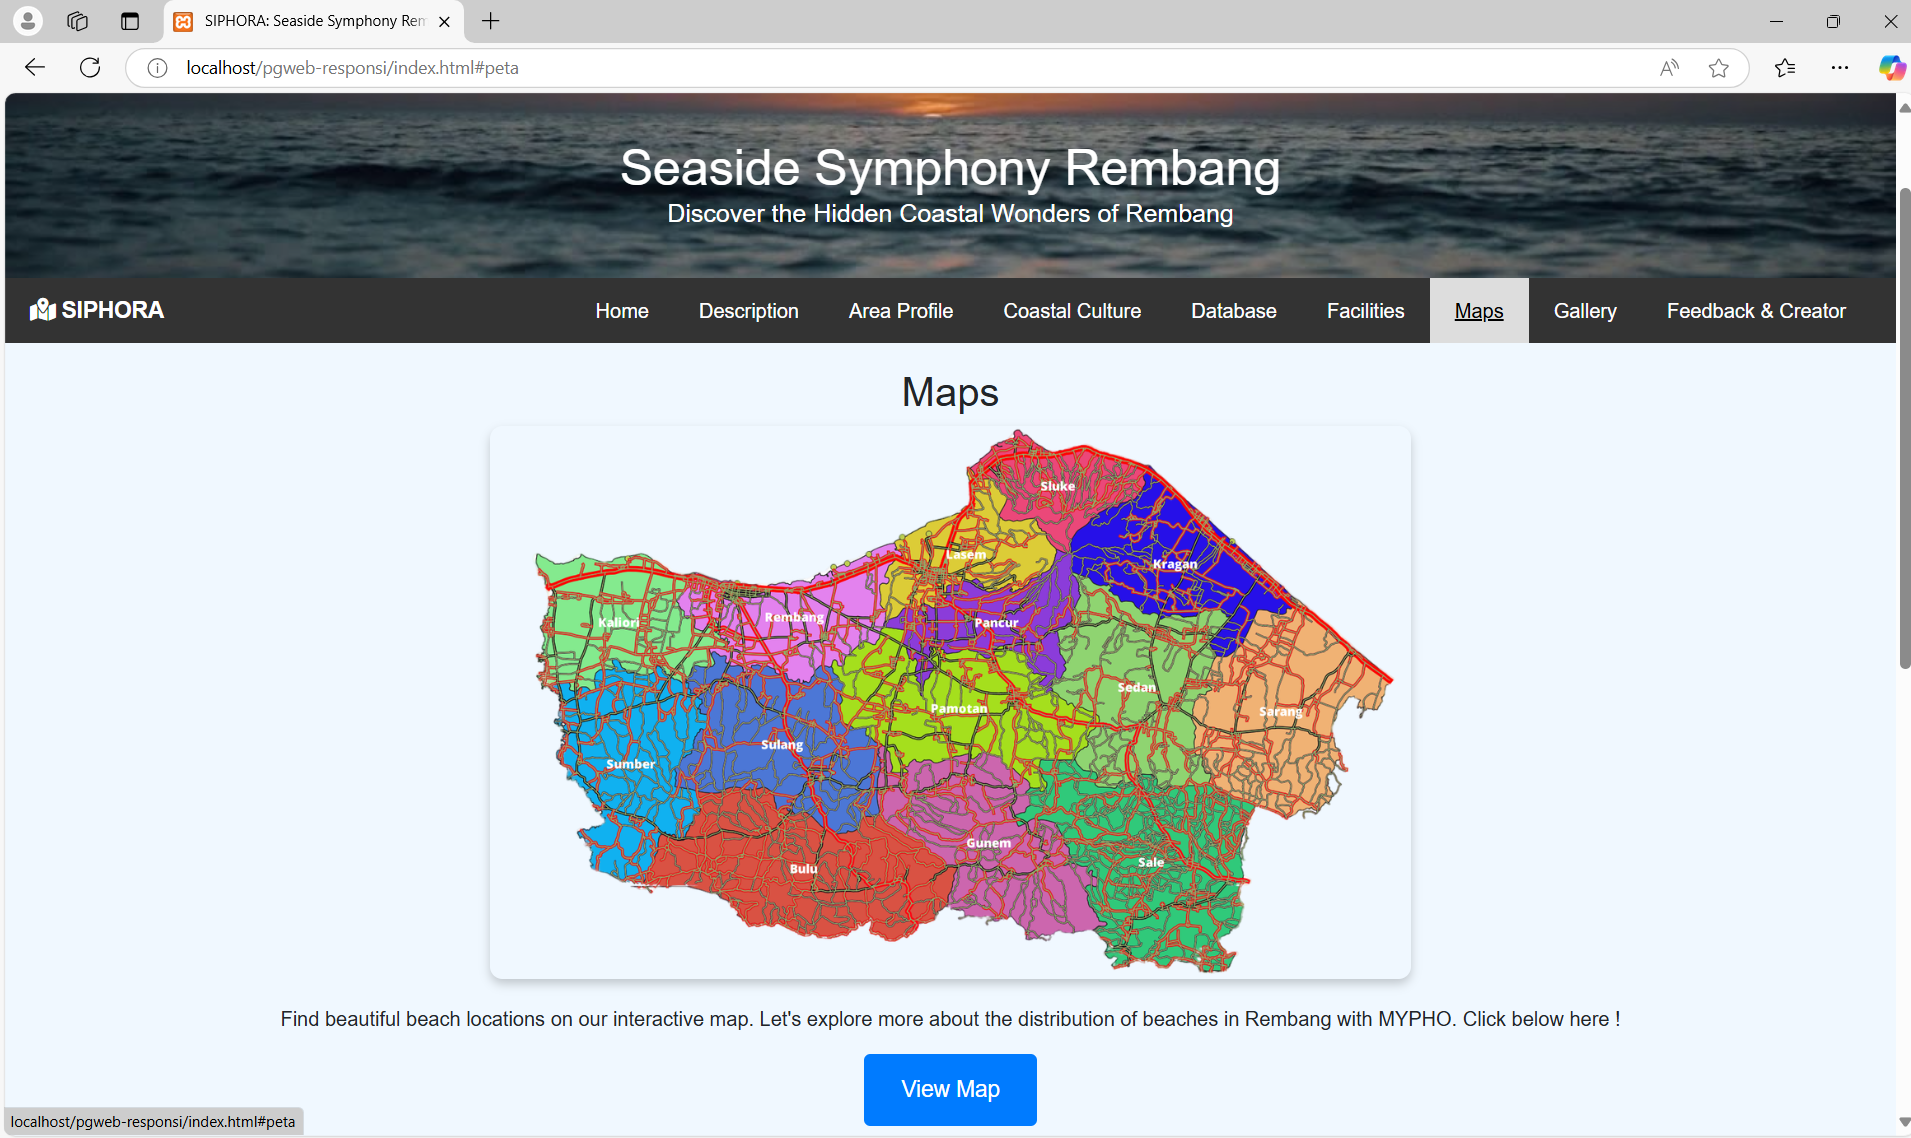 SIPHORA: Seaside Symphony Rem
localhost/pgweb-responsi/index.html#peta
Seaside Symphony Rembang
Discover the Hidden Coastal Wonders of Rembang
SIPHORA
Home Description Area Profile Coastal Culture Database Facilities Maps Gallery Feedback & Creator
Maps
Sluke
Lasem
Kragan
Kaliori
Rembang
Pancur
Sedan
Pamotan
Sarang
Sulang
Sumber
Gunem
Sale
Bulu
Find beautiful beach locations on our interactive map. Let's explore more about the distribution of beaches in Rembang with MYPHO. Click below here !
View Map
localhost/pgweb-responsi/index.html#peta